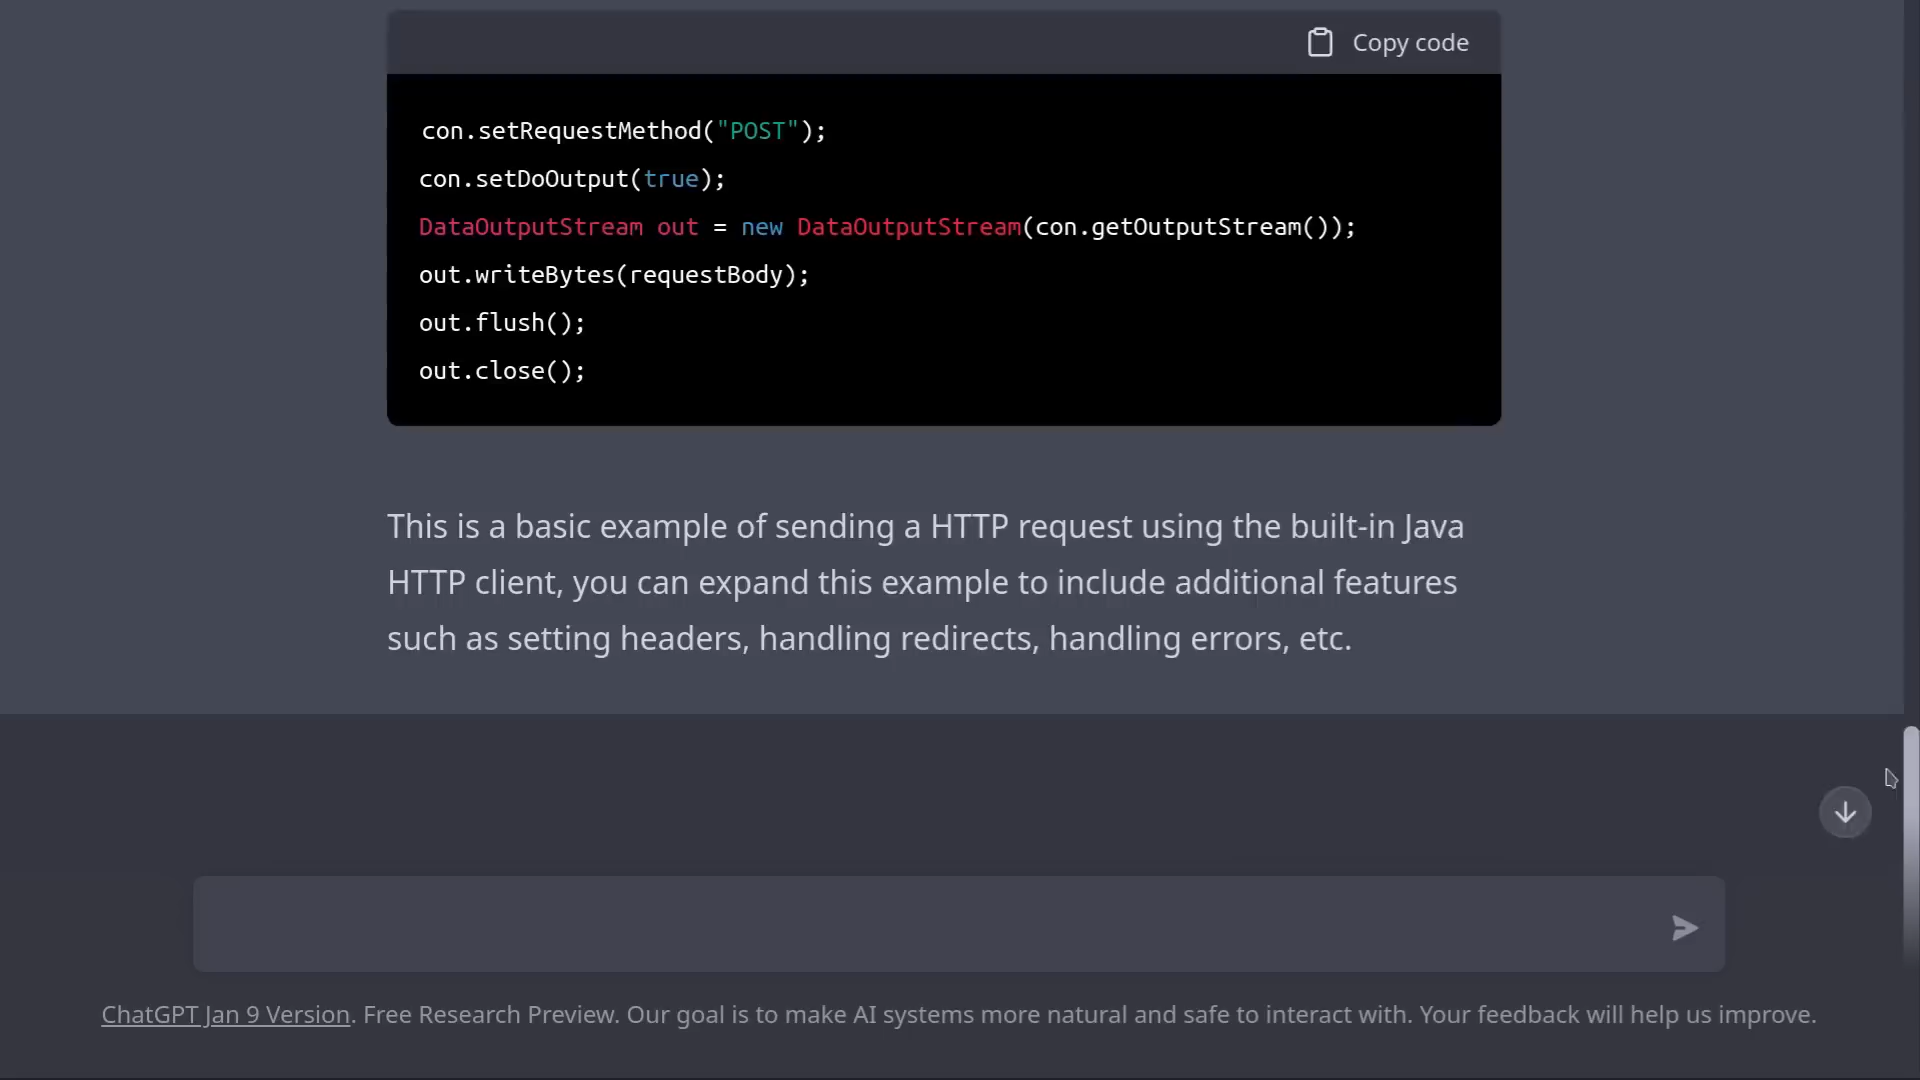 Copy code
con.setRequestMethod("POST");
con.setDoOutput(true);
DataOutputStream out = new DataOutputStream(con.getOutputStream());
out.writeBytes(requestBody);
out.flush();
out.close();
This is a basic example of sending a HTTP request using the built-in Java
HTTP client, you can expand this example to include additional features
such as setting headers, handling redirects, handling errors, etc.
ChatGPT Jan 9 Version. Free Research Preview. Our goal is to make AI systems more natural and safe to interact with. Your feedback will help us improve.